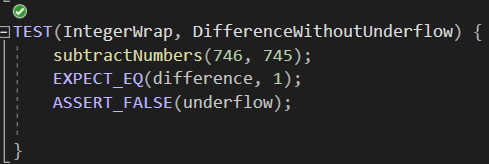 TEST(IntegerWrap, DifferenceWithoutUnderflow) {
    subtractNumbers(746, 745);
    EXPECT_EQ(difference, 1);
    ASSERT_FALSE(underflow);
}